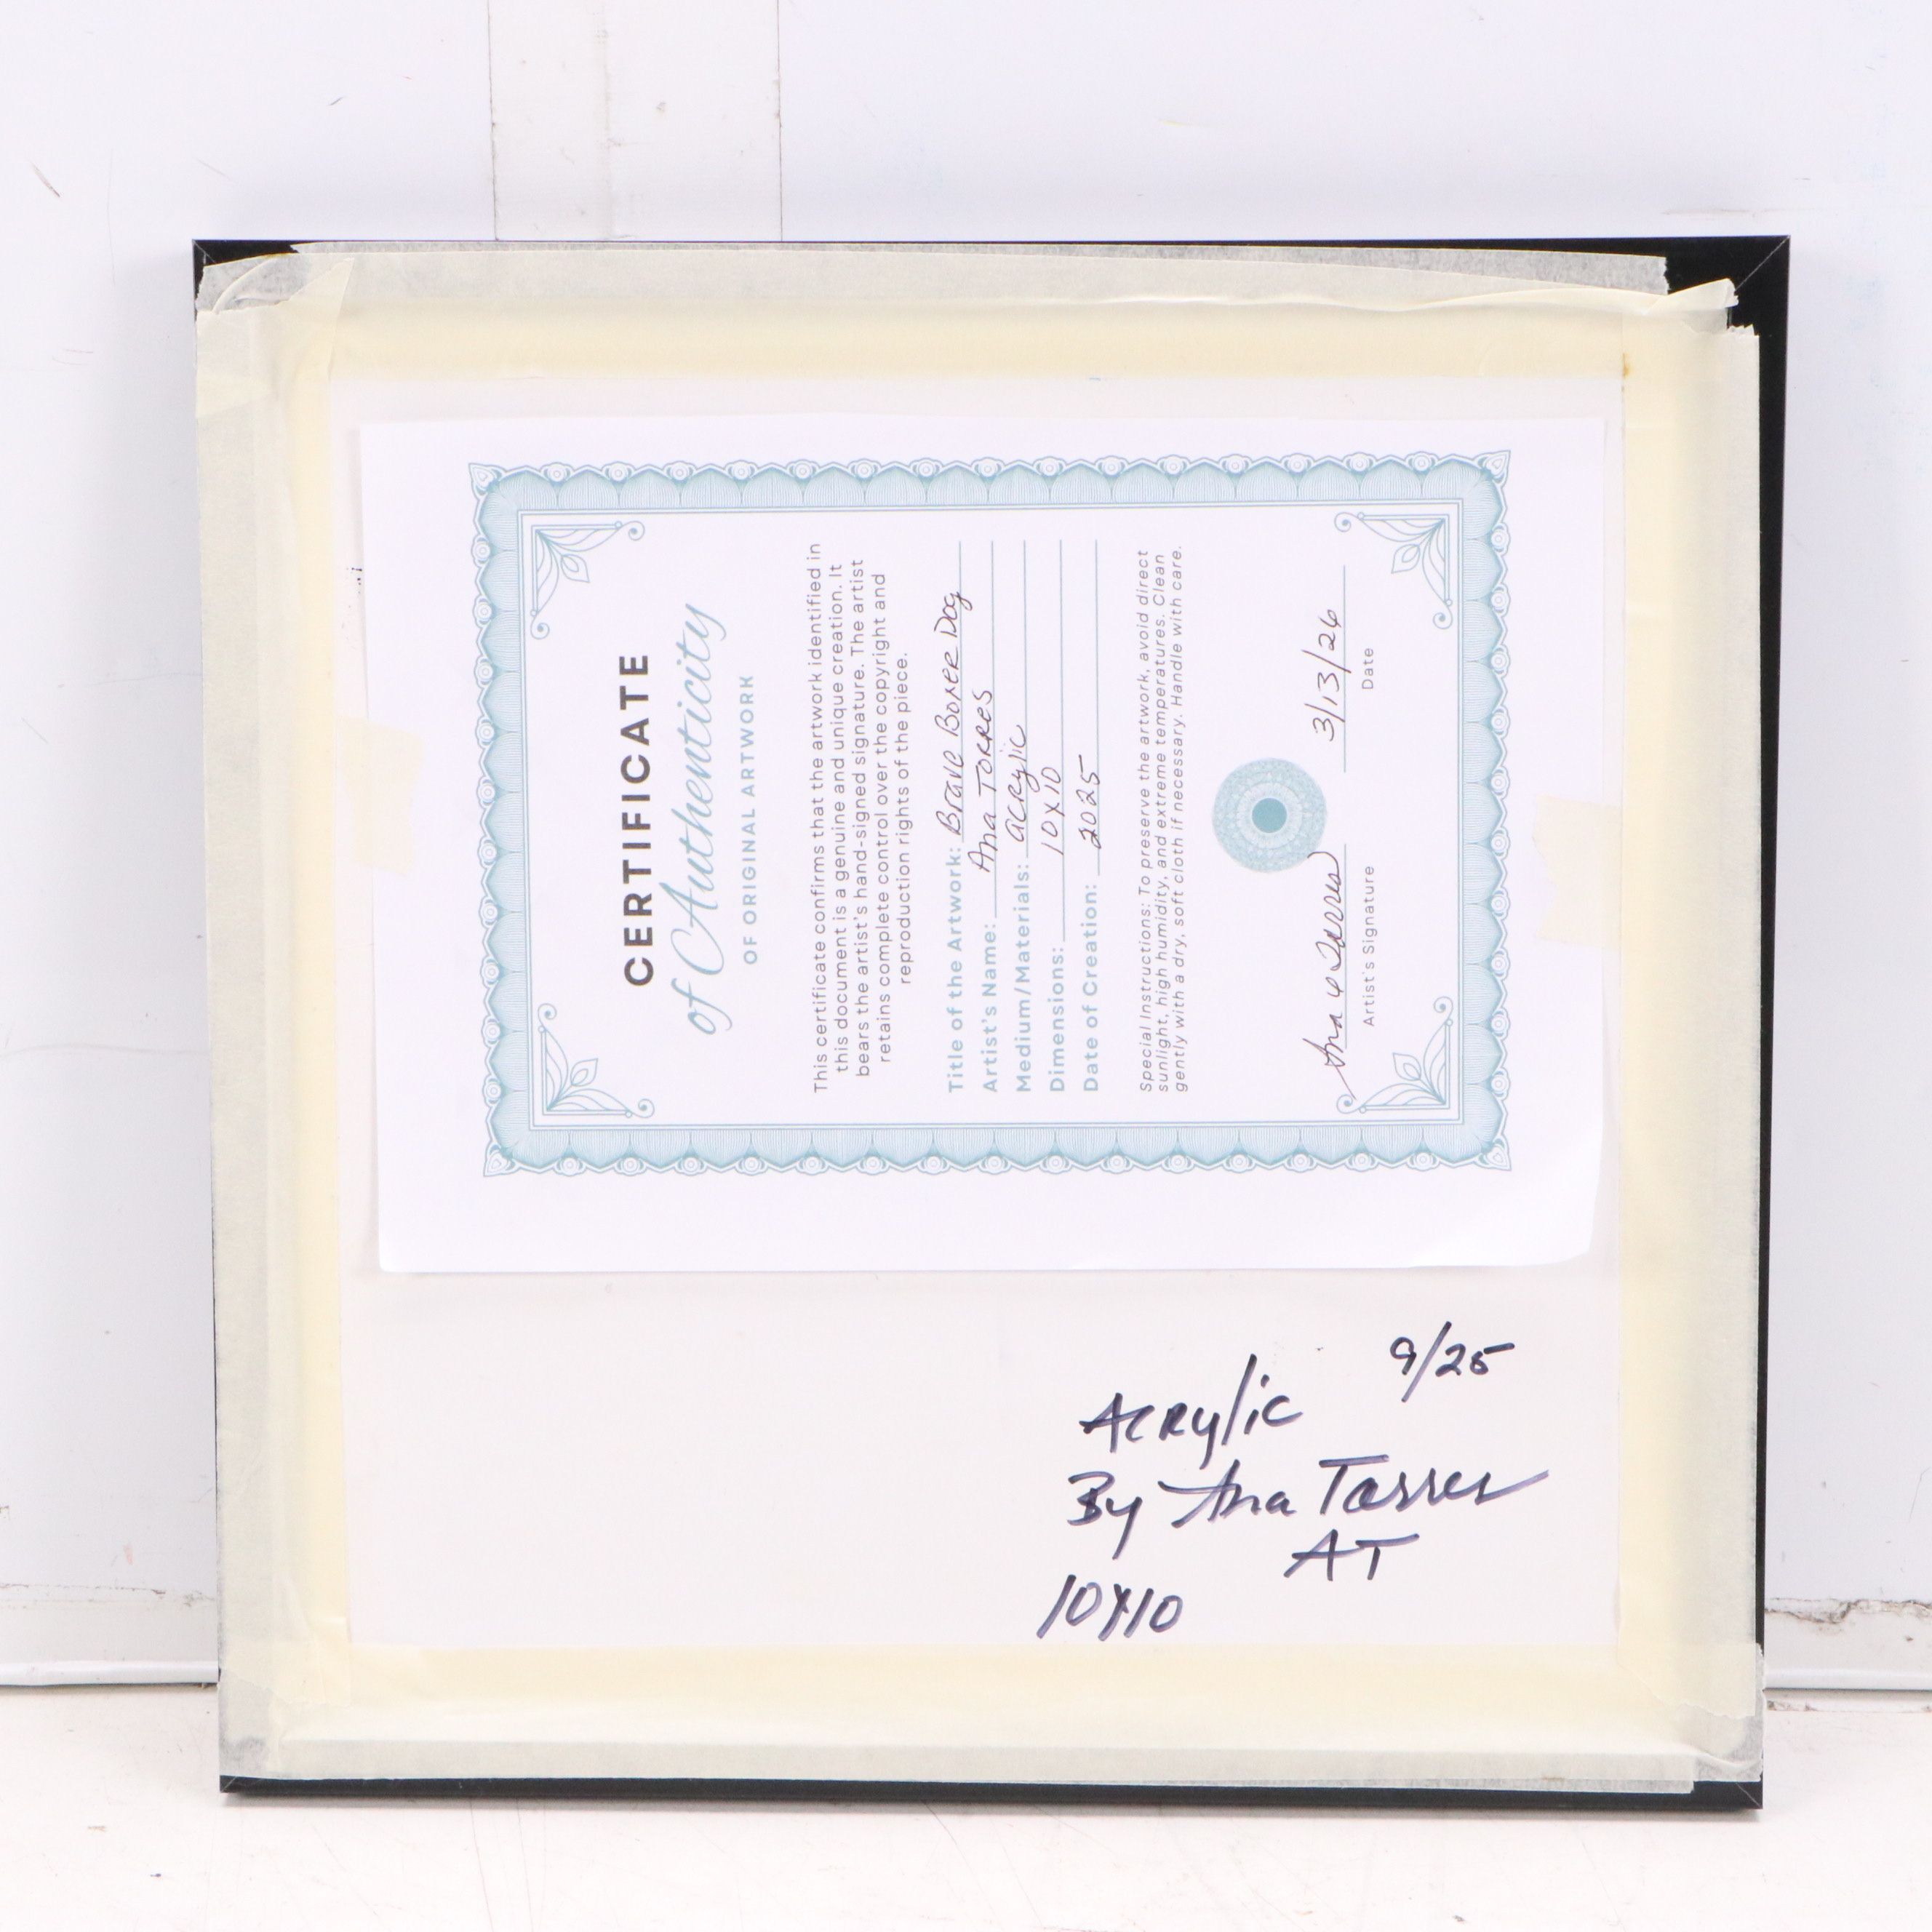 CERTIFICATE
of Authenticity
OF ORIGINAL ARTWORK
This certificate confirms that the artwork identified in
this document is a genuine and unique creation. It
bears the artist's hand-signed signature. The artist
retains complete control over the copyright and
reproduction rights of the piece.
Title of the Artwork: Brave Boxer Dog
Artist's Name: Ana Torres
Medium/Materials: acrylic
Dimensions: 10x10
Date of Creation: 2025
Special Instructions: To preserve the artwork, avoid direct
sunlight, high humidity, and extreme temperatures. Clean
gently with a dry, soft cloth if necessary. Handle with care.
Ana Torres 3/13/26
Artist's Signature Date
9/25
Acrylic
By Ana Torres
AT
10x10